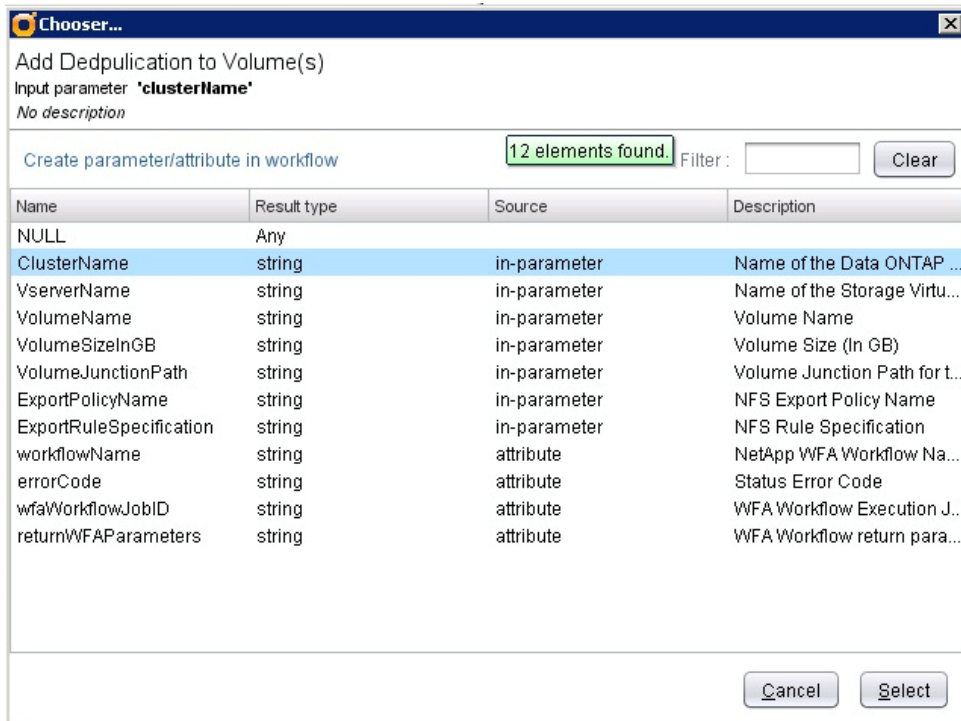 Chooser...
Add Dedpulication to Volume(s)
Input parameter 'clusterName'
No description
Create parameter/attribute in workflow 12 elements found. Filter : Clear
Name Result type Source Description
NULL Any
ClusterName string in-parameter Name of the Data ONTAP ...
VserverName string in-parameter Name of the Storage Virtu...
VolumeName string in-parameter Volume Name
VolumeSizeInGB string in-parameter Volume Size (In GB)
VolumeJunctionPath string in-parameter Volume Junction Path for t...
ExportPolicyName string in-parameter NFS Export Policy Name
ExportRuleSpecification string in-parameter NFS Rule Specification
workflowName string attribute NetApp WFA Workflow Na...
errorCode string attribute Status Error Code
wfaWorkflowJobID string attribute WFA Workflow Execution J...
returnWFAParameters string attribute WFA Workflow return para...
Cancel Select